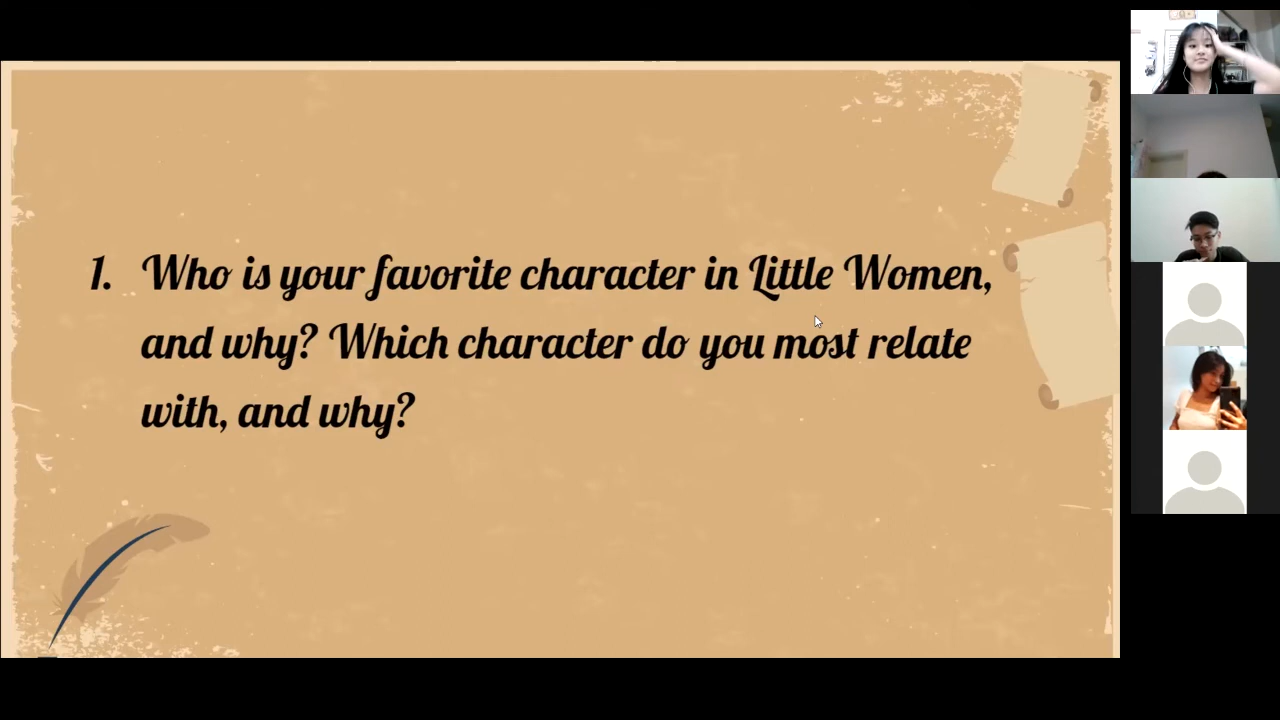 1. Who is your favorite character in Little Women,
and why? Which character do you most relate
with, and why?